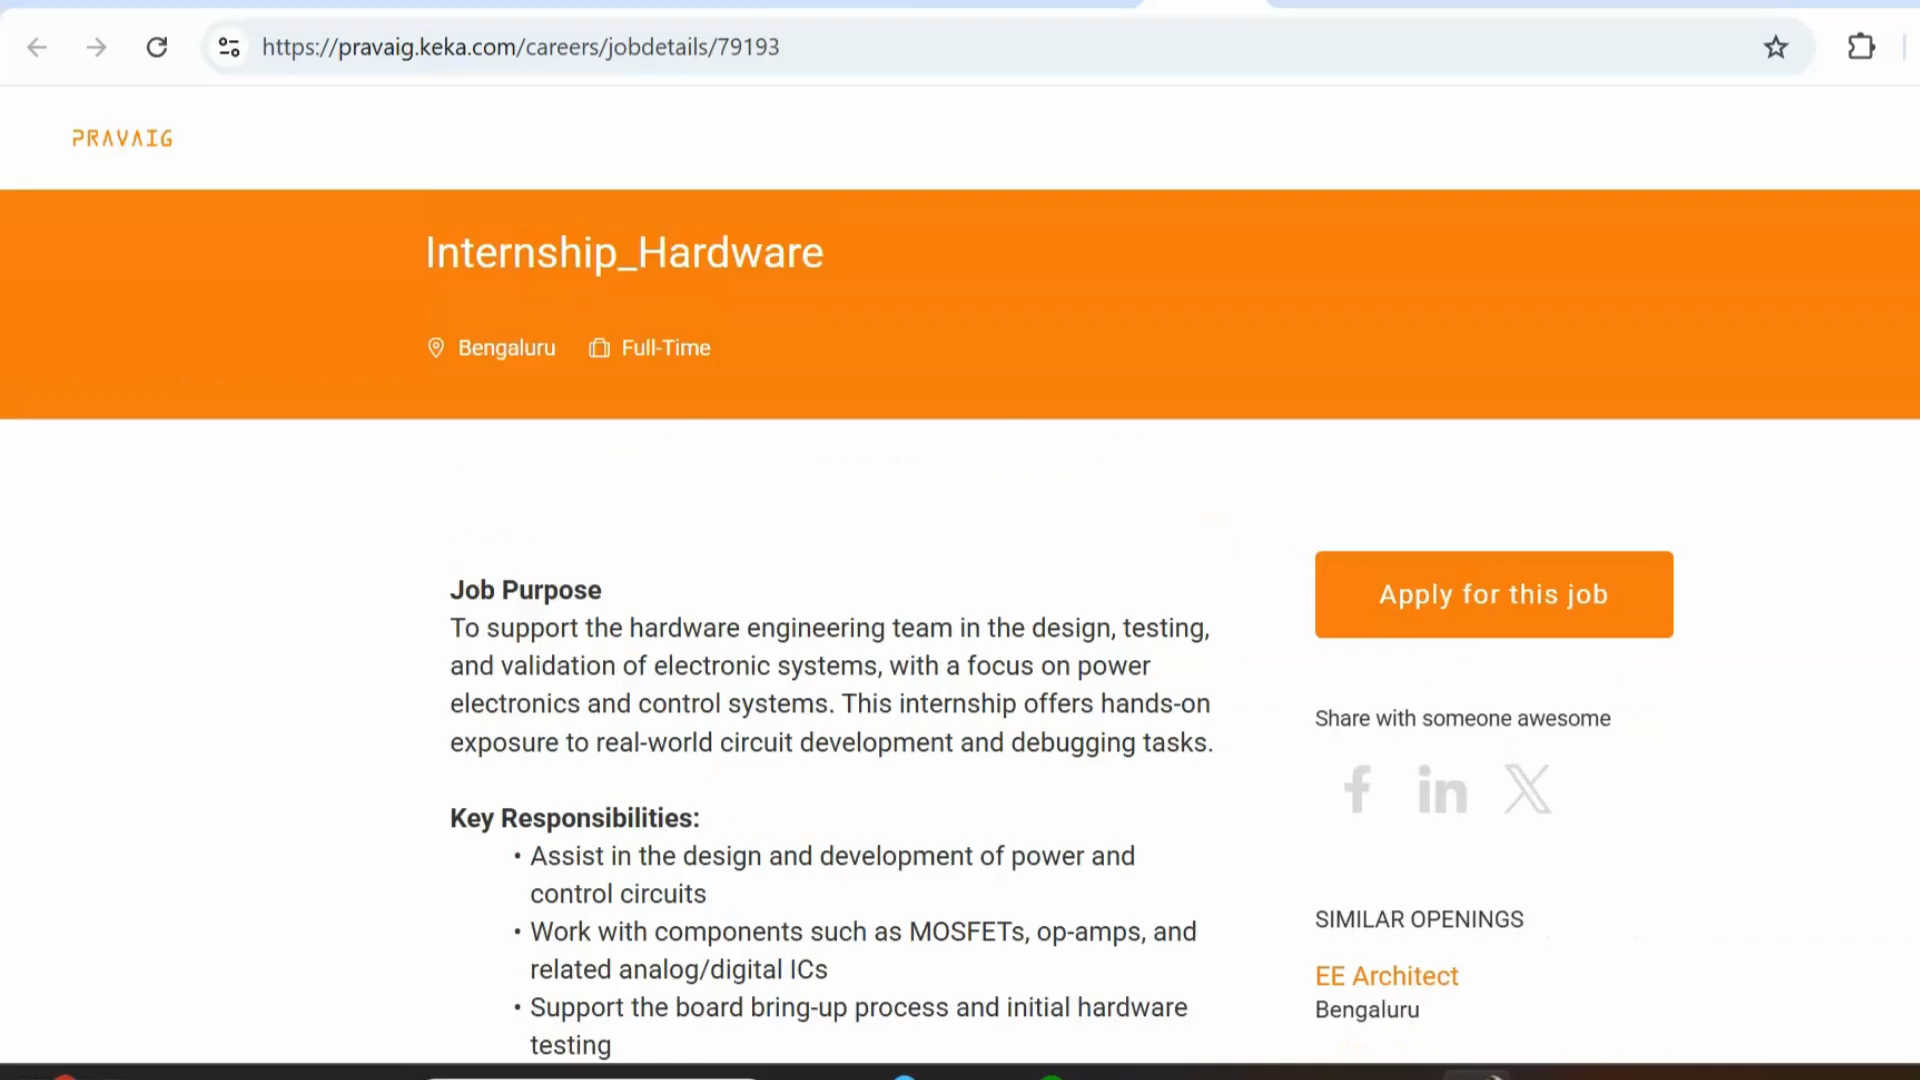 https://pravaig.keka.com/careers/jobdetails/79193
PRAVAIG
Internship_Hardware
Bengaluru Full-Time
Job Purpose
To support the hardware engineering team in the design, testing,
and validation of electronic systems, with a focus on power
electronics and control systems. This internship offers hands-on
exposure to real-world circuit development and debugging tasks.
Key Responsibilities:
• Assist in the design and development of power and
control circuits
• Work with components such as MOSFETs, op-amps, and
related analog/digital ICs
• Support the board bring-up process and initial hardware
testing
Apply for this job
Share with someone awesome
SIMILAR OPENINGS
EE Architect
Bengaluru